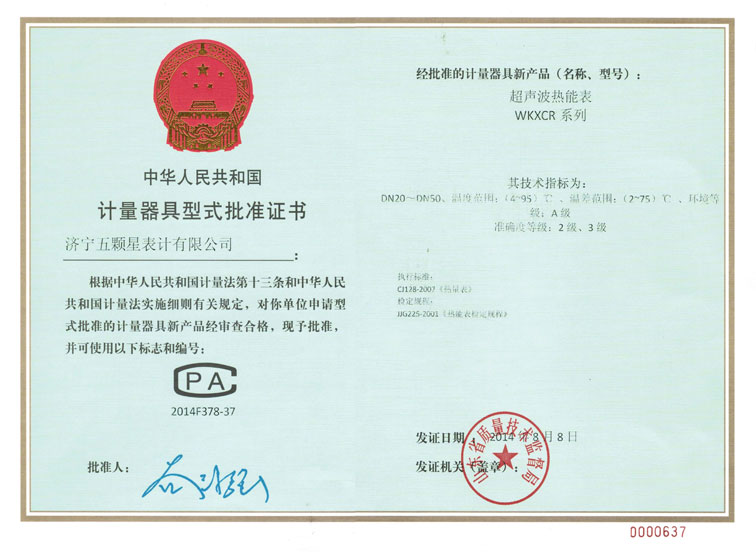 中华人民共和国
计量器具型式批准证书
济宁五颗星表计有限公司：
根据中华人民共和国计量法第十三条和中华人民
共和国计量法实施细则有关规定，对你单位申请型
式批准的计量器具新产品经审查合格，现予批准，
并可使用以下标志和编号：
CPA
2014F378-37
批准人：
经批准的计量器具新产品（名称、型号）：
超声波热能表
WKXCR 系列
其技术指标为：
DN20～DN50、温度范围：（4~95）℃ 、温差范围：（2~75）℃ 、环境等
级：A 级
准确度等级：2 级、3 级
执行标准：
CJ128-2007《热量表》
检定规程：
JJG225-2001《热能表检定规程》
发证日期：2014 年 8 月 8 日
发证机关（盖章）：
山东省质量技术监督局
D000637